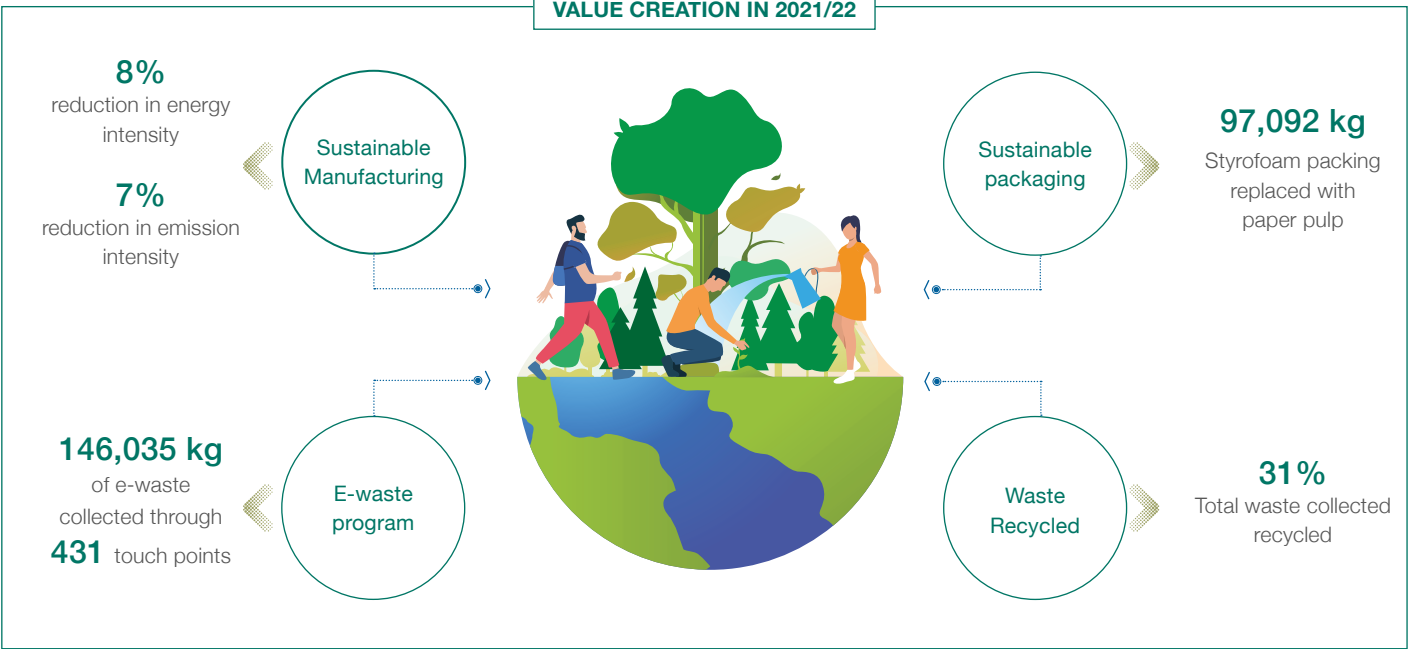 VALUE CREATION IN 2021/22
8%
reduction in energy
intensity
7%
reduction in emission
intensity
Sustainable
Manufacturing
Sustainable
packaging
97,092 kg
Styrofoam packing
replaced with
paper pulp
146,035 kg
of e-waste
collected through
431 touch points
E-waste
program
Waste
Recycled
31%
Total waste collected
recycled